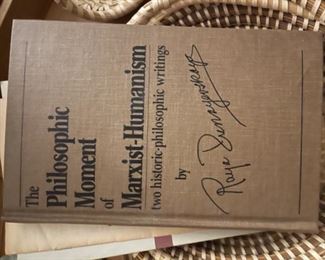 The
Philosophic
Moment
of
Marxist-Humanism
two historic-philosophic writings
by
Raya Dunayevskaya